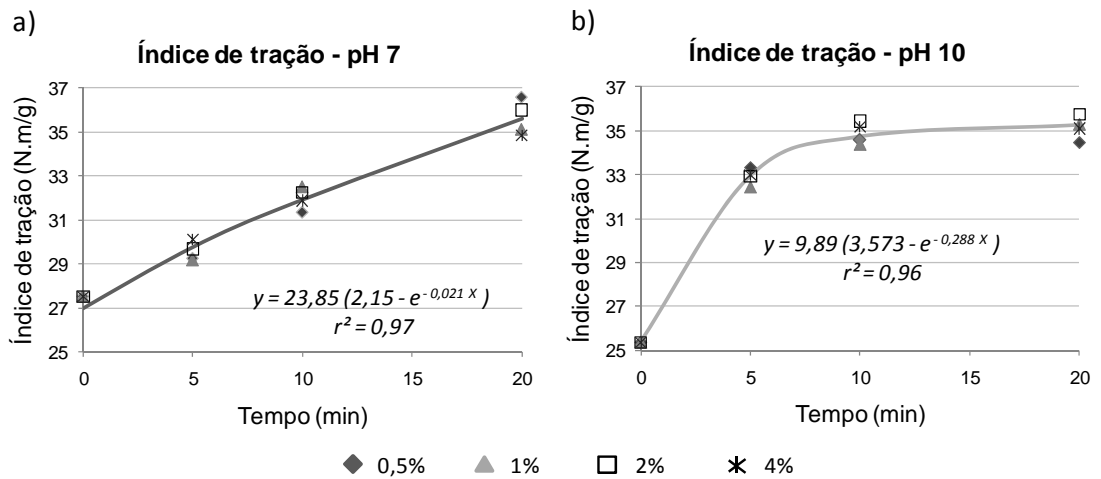 a)
Índice de tração - pH 7
Índice de tração (N.m/g)
37
35
33
31
29
27
25
0 5 10 15 20
Tempo (min)
y = 23,85 (2,15 - e^- 0,021 X )
r² = 0,97
b)
Índice de tração - pH 10
Índice de tração (N.m/g)
37
35
33
31
29
27
25
0 5 10 15 20
Tempo (min)
y = 9,89 (3,573 - e^- 0,288 X )
r² = 0,96
0,5% 1% 2% 4%